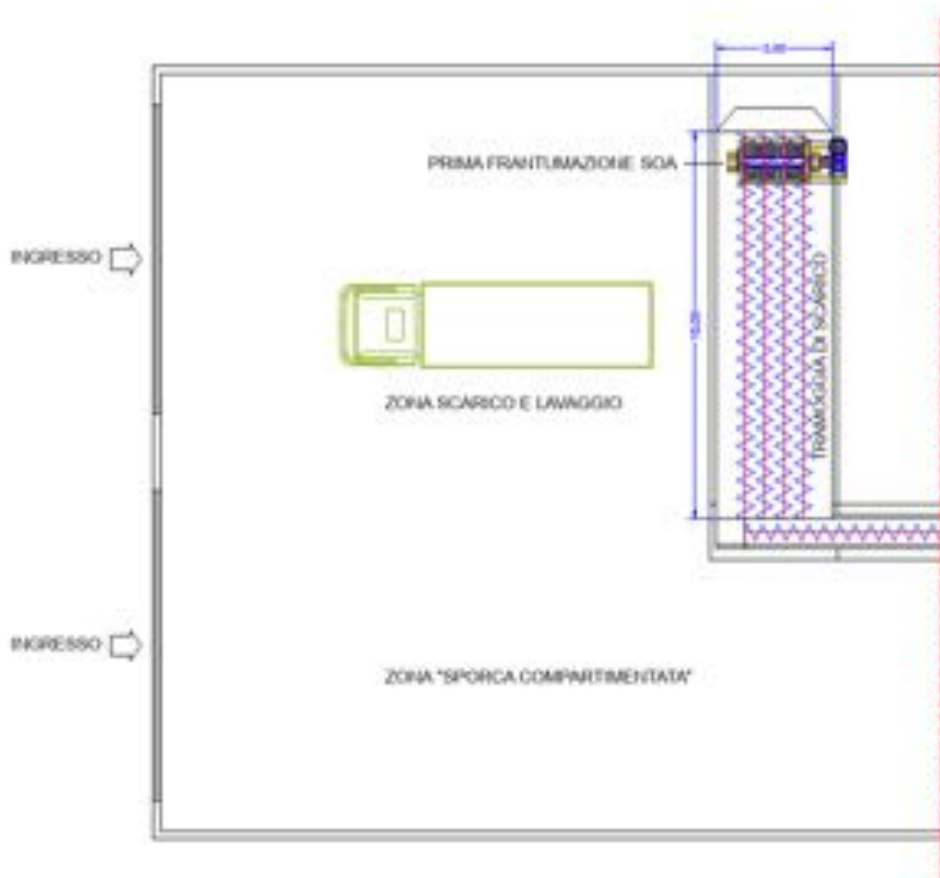 PRIMA FRANTUMAZIONE SOA
INGRESSO
TRAMOGGIA DI SCARICO
ZONA SCARICO E LAVAGGIO
INGRESSO
ZONA "SPORCA COMPARTIMENTATA"